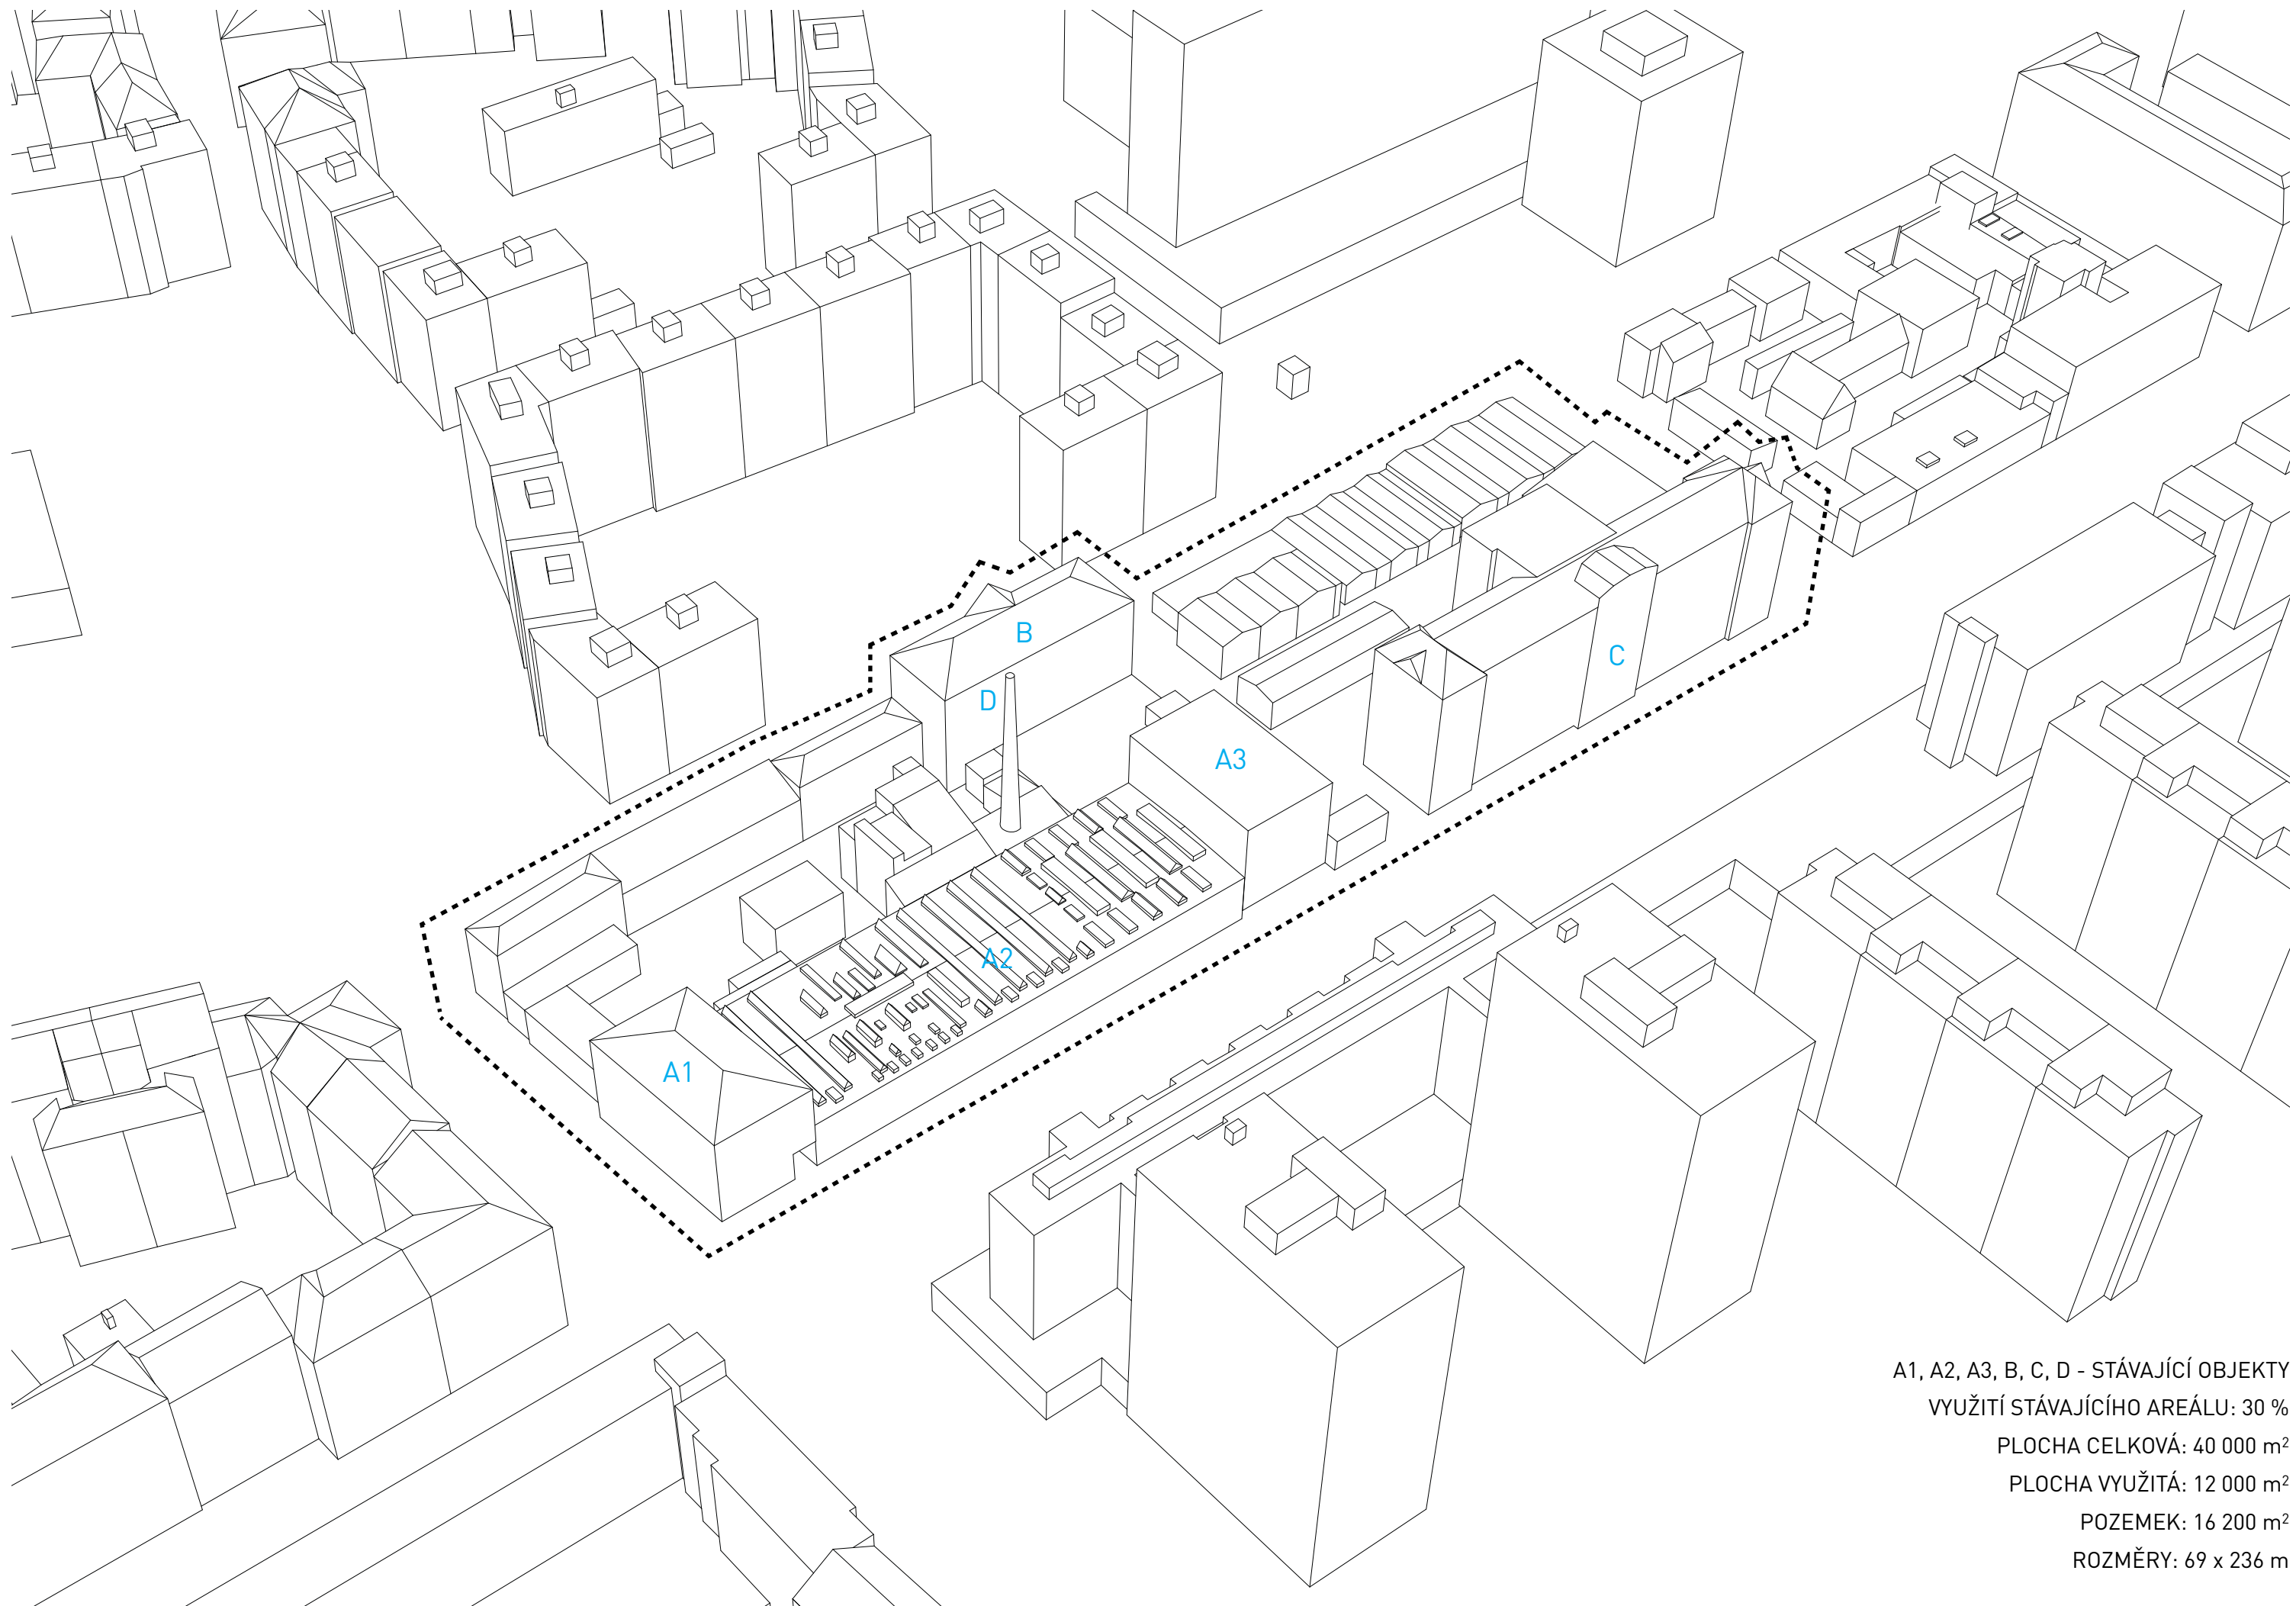 B
C
D
A3
A2
A1
A1, A2, A3, B, C, D - STÁVAJÍCÍ OBJEKTY
VYUŽITÍ STÁVAJÍCÍHO AREÁLU: 30 %
PLOCHA CELKOVÁ: 40 000 m²
PLOCHA VYUŽITÁ: 12 000 m²
POZEMEK: 16 200 m²
ROZMĚRY: 69 x 236 m